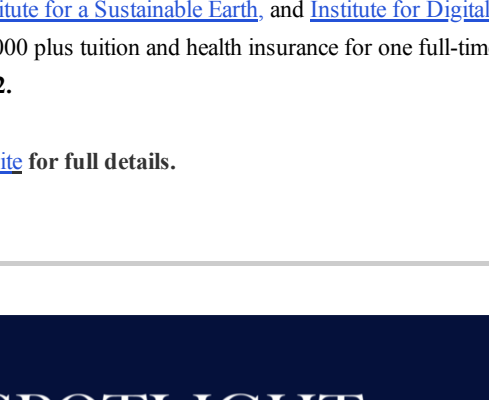 itute for a Sustainable Earth, and Institute for Digital
000 plus tuition and health insurance for one full-tim
2.
ite for full details.
SPOTLIGHT